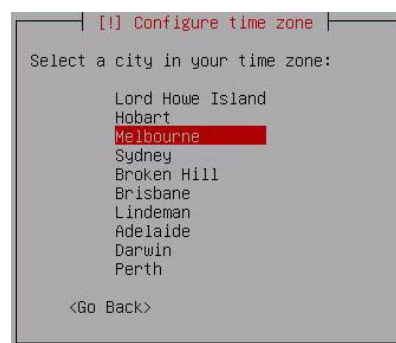 [!] Configure time zone
Select a city in your time zone:
Lord Howe Island
Hobart
Melbourne
Sydney
Broken Hill
Brisbane
Lindeman
Adelaide
Darwin
Perth
<Go Back>